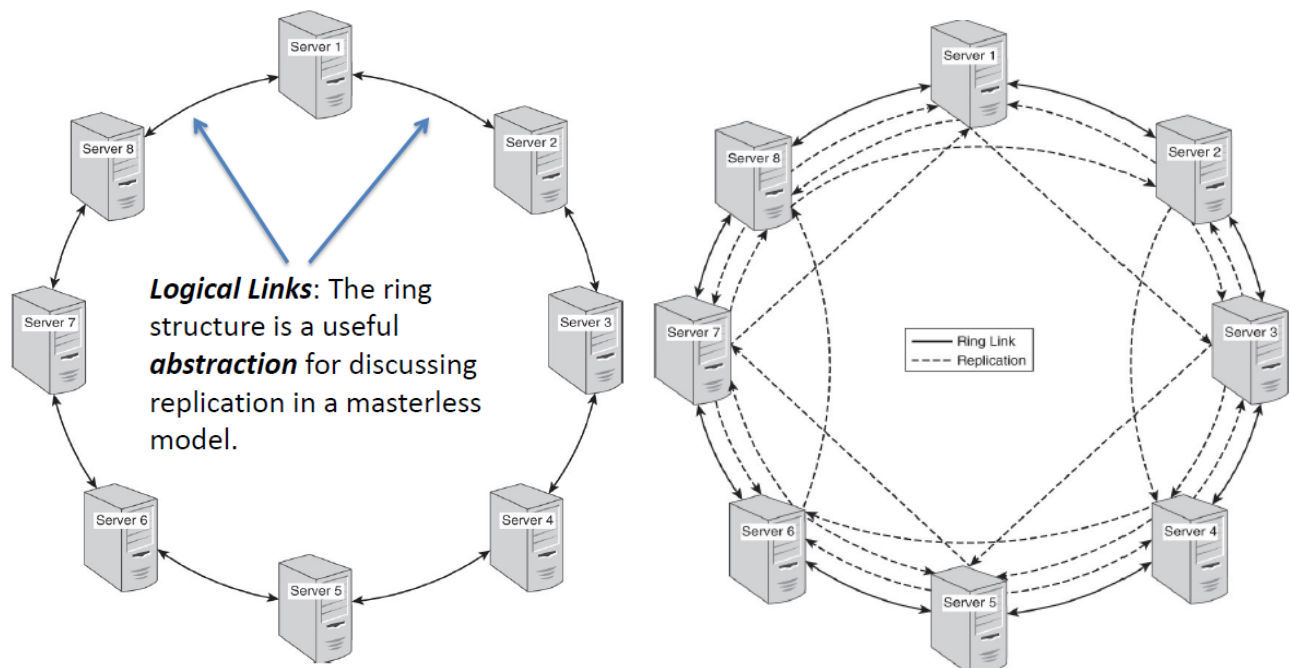 Server 1
Server 2
Server 8
Logical Links: The ring
structure is a useful
abstraction for discussing
replication in a masterless
model.
Server 7
Server 3
Server 6
Server 4
Server 5
Server 1
Server 2
Server 8
Server 7
Server 3
Ring Link
Replication
Server 6
Server 4
Server 5